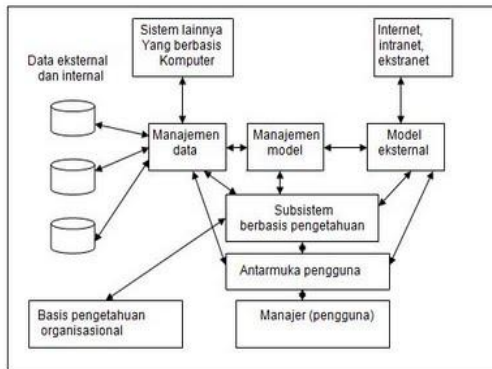 Sistem lainnya
Yang berbasis
Komputer
Internet,
intranet,
ekstranet
Data eksternal
dan internal
Manajemen
data
Manajemen
model
Model
eksternal
Subsistem
berbasis pengetahuan
Antarmuka pengguna
Basis pengetahuan
organisasional
Manajer (pengguna)